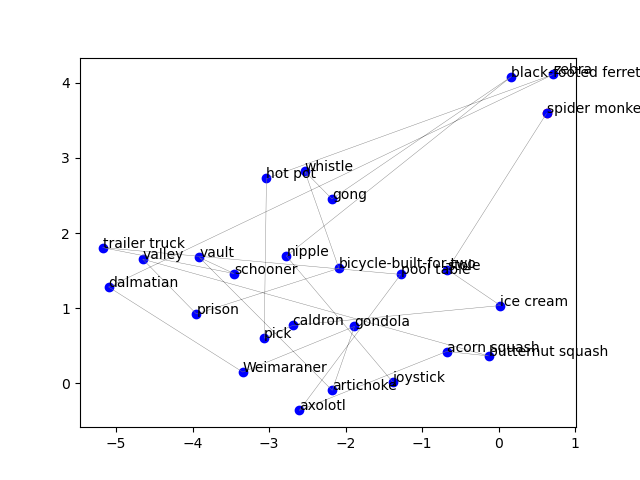 zebra
black-footed ferret
spider monke
whistle
hot pot
gong
trailer truck
valley
vault
nipple
bicycle-built-for-two
pool table
schooner
dalmatian
ice cream
prison
caldron
gondola
pick
acorn squash
butternut squash
Weimaraner
artichoke
joystick
axolotl
4
3
2
1
0
−5
−4
−3
−2
−1
0
1